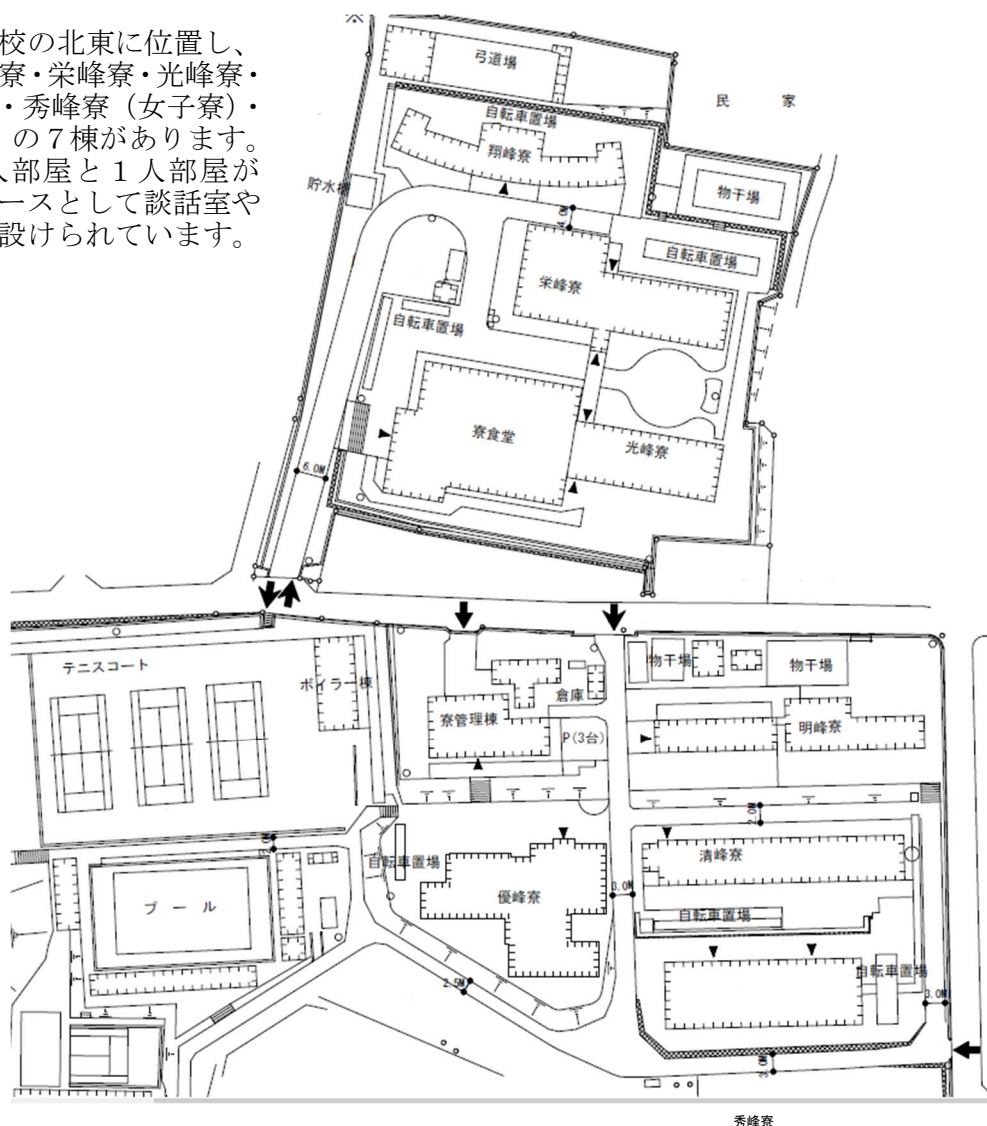 校の北東に位置し、
寮・栄峰寮・光峰寮・
・秀峰寮（女子寮）・
の７棟があります。
人部屋と１人部屋が
ースとして談話室や
設けられています。
弓道場
民 家
自転車置場
翔峰寮
貯水槽
物干場
4.0M
自転車置場
栄峰寮
自転車置場
寮食堂
光峰寮
6.0M
テニスコート
ボイラー棟
物干場
物干場
倉庫
寮管理棟
P(3台)
明峰寮
2.0M
自転車置場
清峰寮
優峰寮
3.0M
プ ー ル
自転車置場
自転車置場
2.5M
3.0M
3.0M
秀峰寮